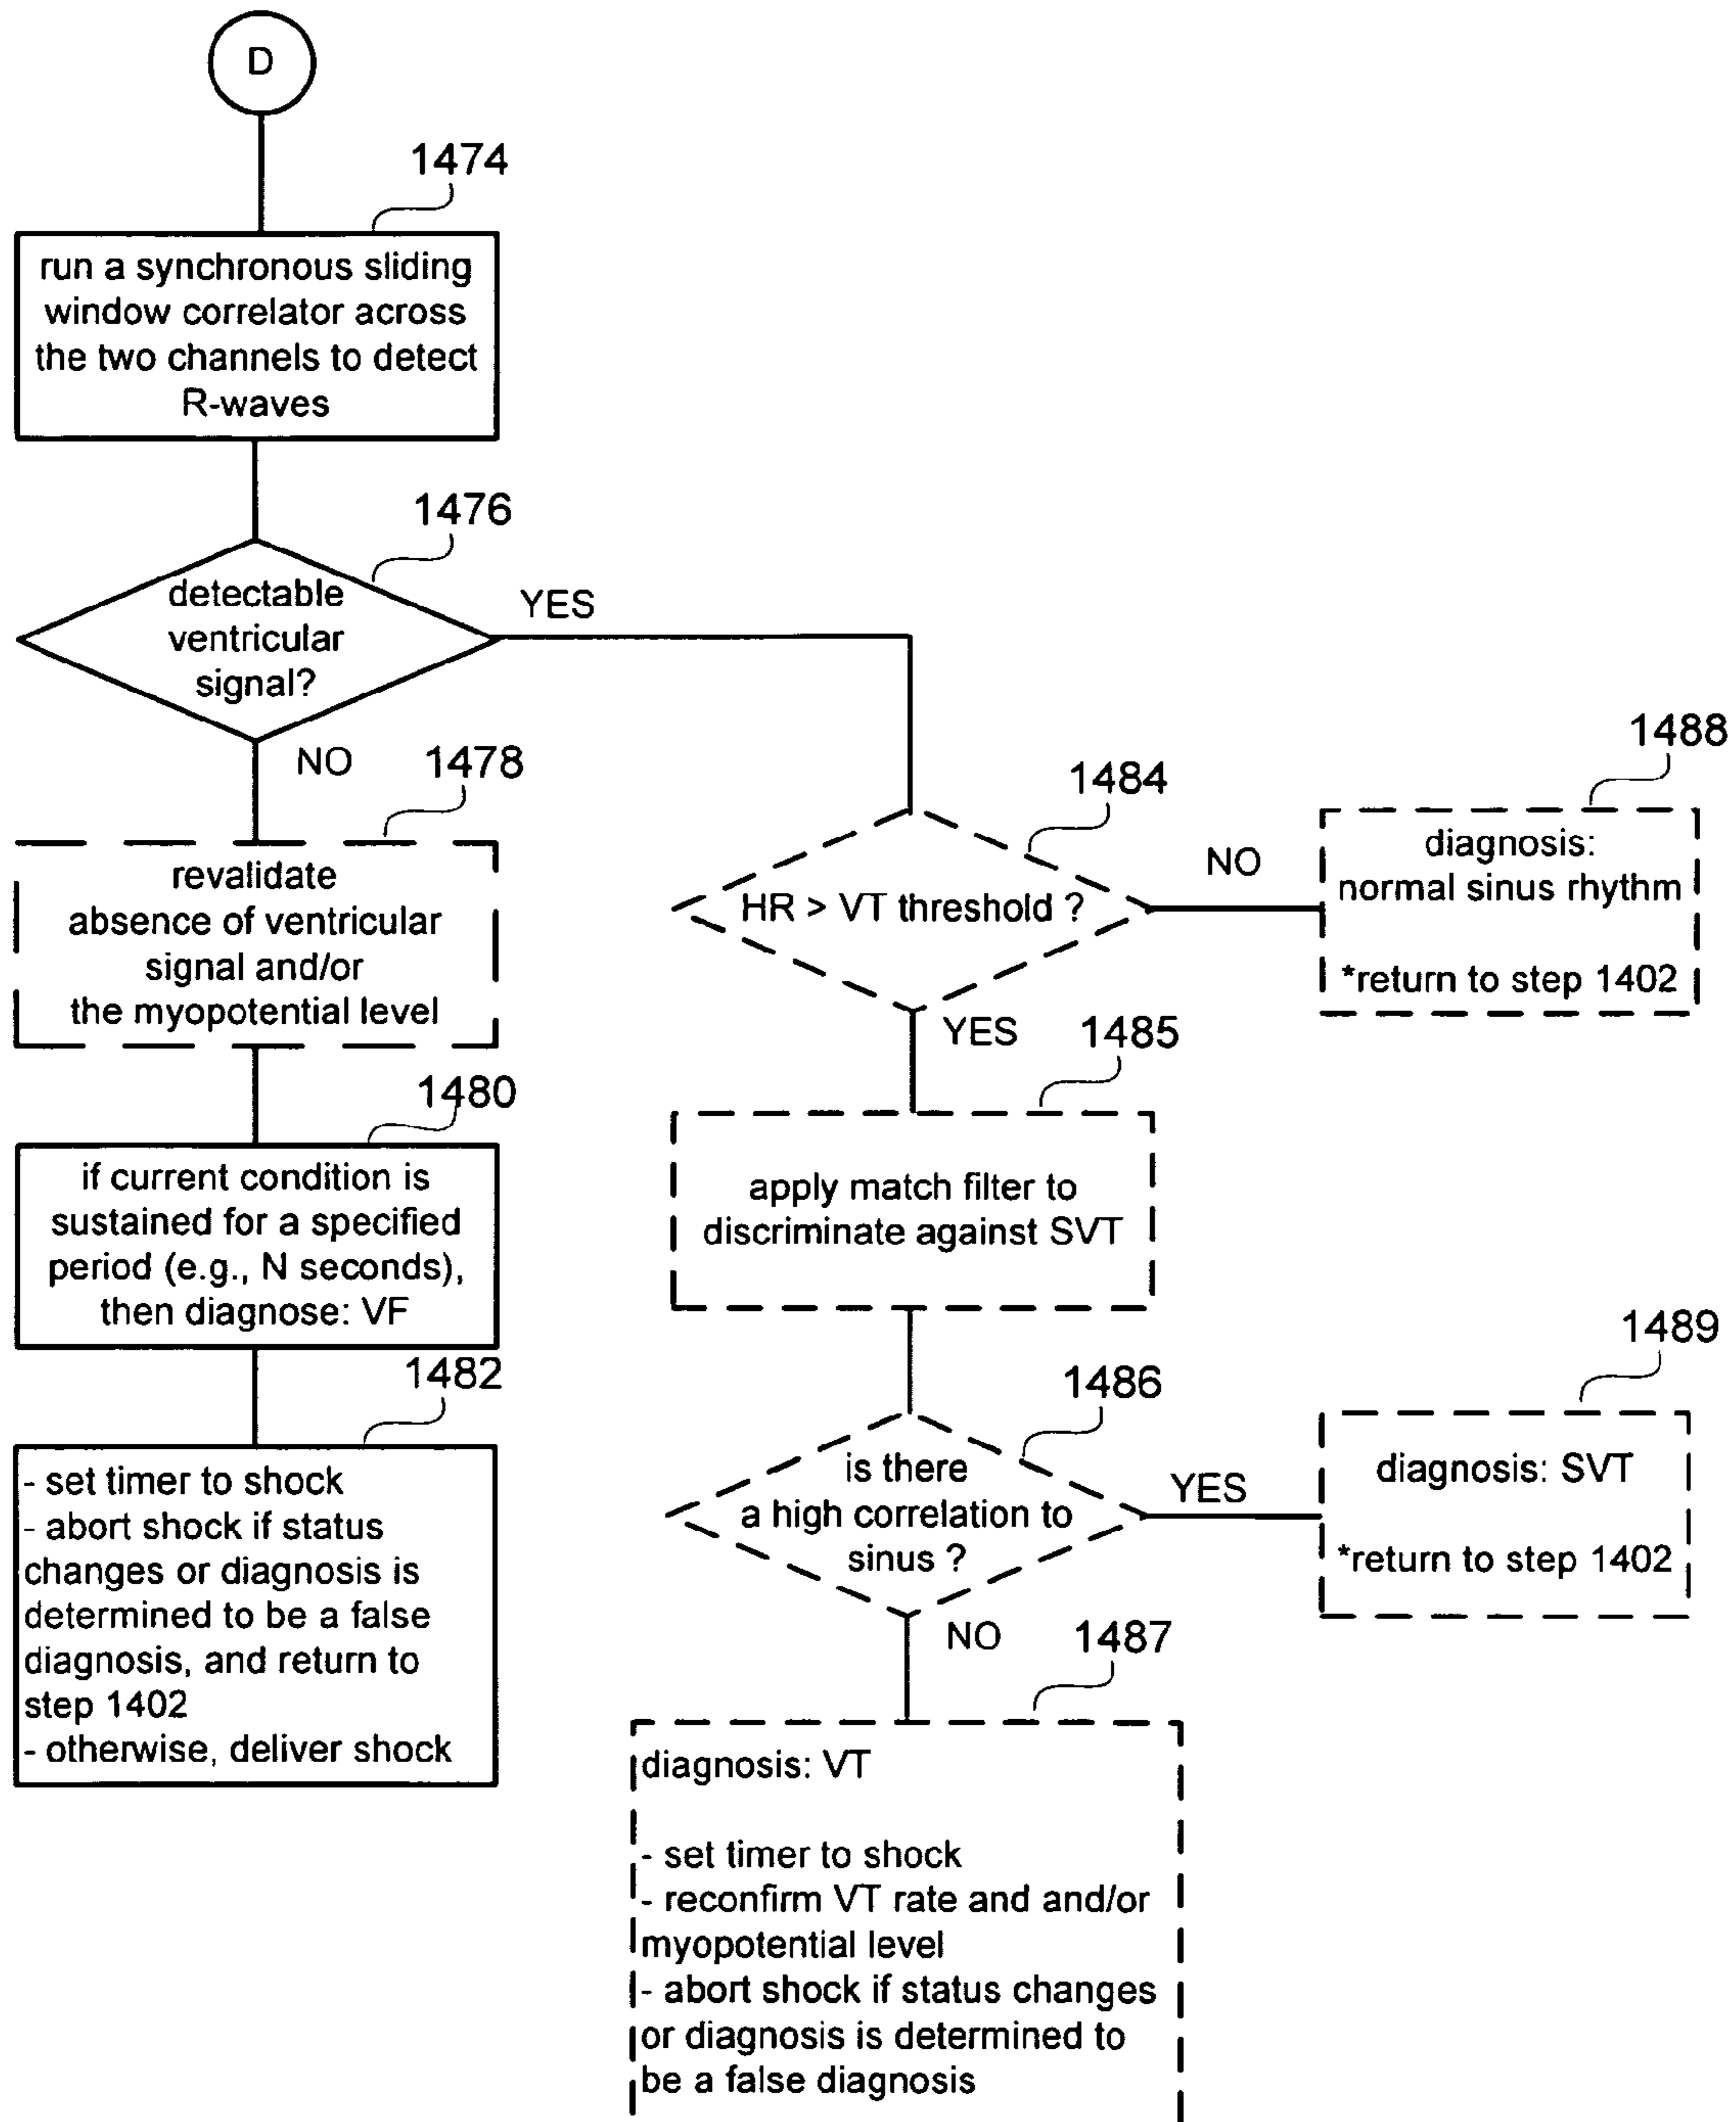 D
1474
run a synchronous sliding
window correlator across
the two channels to detect
R-waves
1476
detectable
ventricular
signal?
YES
NO
1478
revalidate
absence of ventricular
signal and/or
the myopotential level
1480
if current condition is
sustained for a specified
period (e.g., N seconds),
then diagnose: VF
1482
- set timer to shock
- abort shock if status
changes or diagnosis is
determined to be a false
diagnosis, and return to
step 1402
- otherwise, deliver shock
1484
HR > VT threshold ?
NO
1488
diagnosis:
normal sinus rhythm
*return to step 1402
YES
1485
apply match filter to
discriminate against SVT
1486
is there
a high correlation to
sinus ?
YES
1489
diagnosis: SVT
*return to step 1402
NO
1487
diagnosis: VT
- set timer to shock
- reconfirm VT rate and and/or
myopotential level
- abort shock if status changes
or diagnosis is determined to
be a false diagnosis